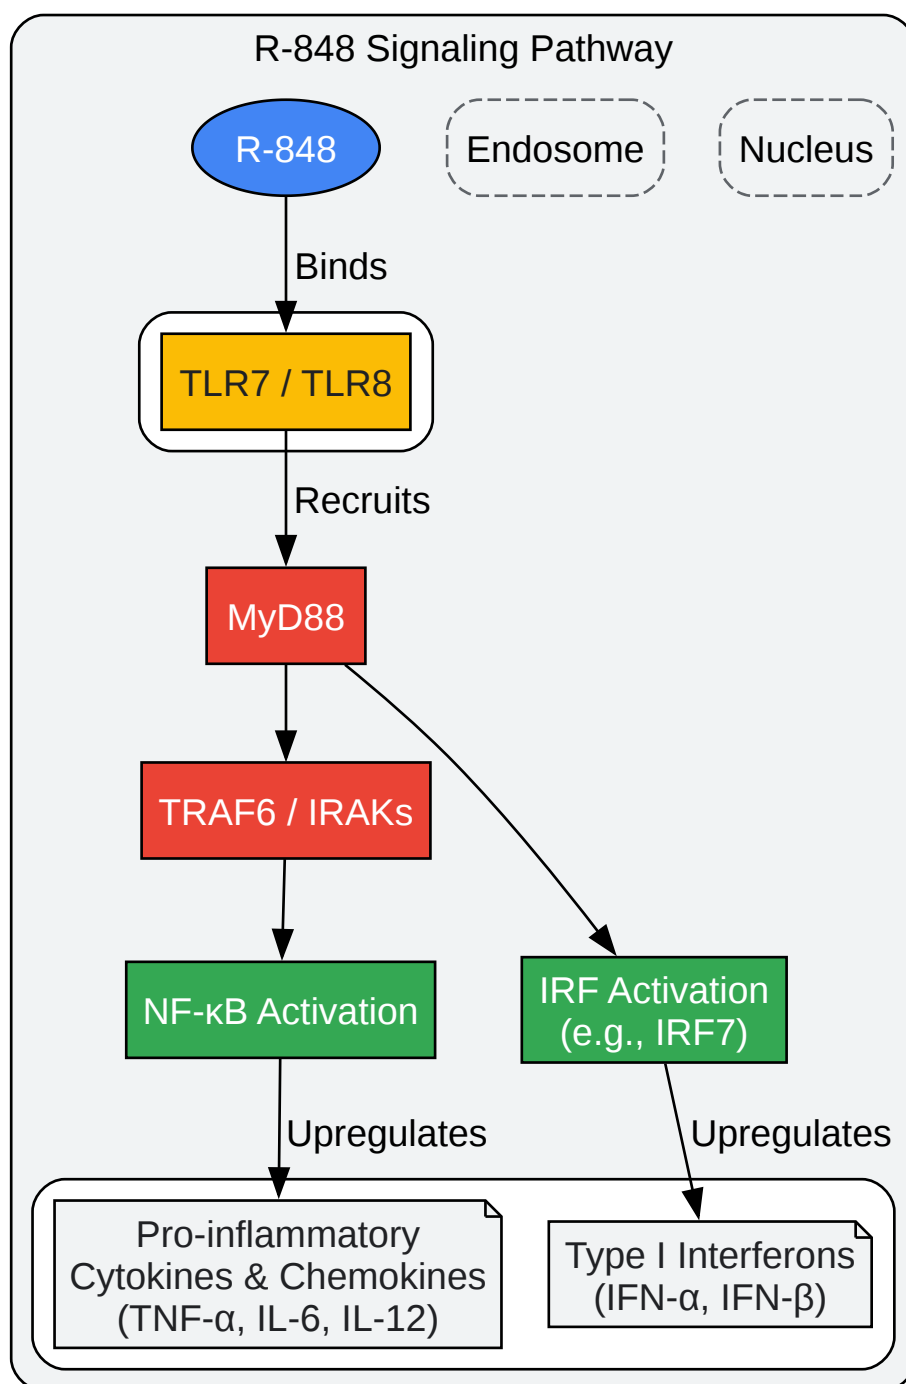 R-848 Signaling Pathway
R-848
Endosome
Nucleus
Binds
TLR7 / TLR8
Recruits
MyD88
TRAF6 / IRAKs
NF-κB Activation
IRF Activation
(e.g., IRF7)
Upregulates
Upregulates
Pro-inflammatory
Cytokines & Chemokines
(TNF-α, IL-6, IL-12)
Type I Interferons
(IFN-α, IFN-β)